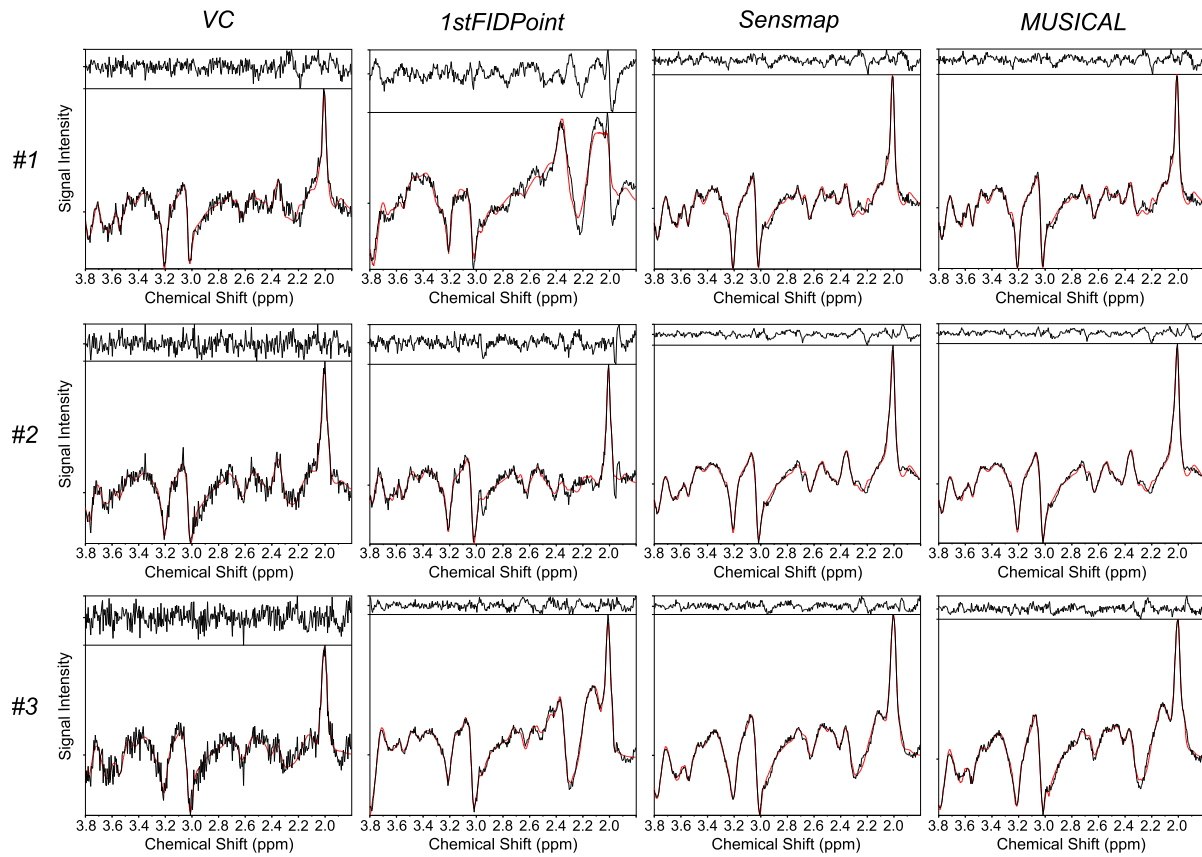 VC 1stFIDPoint Sensmap MUSICAL
#1
Signal Intensity
3.8 3.6 3.4 3.2 3.0 2.8 2.6 2.4 2.2 2.0 3.8 3.6 3.4 3.2 3.0 2.8 2.6 2.4 2.2 2.0 3.8 3.6 3.4 3.2 3.0 2.8 2.6 2.4 2.2 2.0 3.8 3.6 3.4 3.2 3.0 2.8 2.6 2.4 2.2 2.0
Chemical Shift (ppm) Chemical Shift (ppm) Chemical Shift (ppm) Chemical Shift (ppm)
#2
Signal Intensity
3.8 3.6 3.4 3.2 3.0 2.8 2.6 2.4 2.2 2.0 3.8 3.6 3.4 3.2 3.0 2.8 2.6 2.4 2.2 2.0 3.8 3.6 3.4 3.2 3.0 2.8 2.6 2.4 2.2 2.0 3.8 3.6 3.4 3.2 3.0 2.8 2.6 2.4 2.2 2.0
Chemical Shift (ppm) Chemical Shift (ppm) Chemical Shift (ppm) Chemical Shift (ppm)
#3
Signal Intensity
3.8 3.6 3.4 3.2 3.0 2.8 2.6 2.4 2.2 2.0 3.8 3.6 3.4 3.2 3.0 2.8 2.6 2.4 2.2 2.0 3.8 3.6 3.4 3.2 3.0 2.8 2.6 2.4 2.2 2.0 3.8 3.6 3.4 3.2 3.0 2.8 2.6 2.4 2.2 2.0
Chemical Shift (ppm) Chemical Shift (ppm) Chemical Shift (ppm) Chemical Shift (ppm)